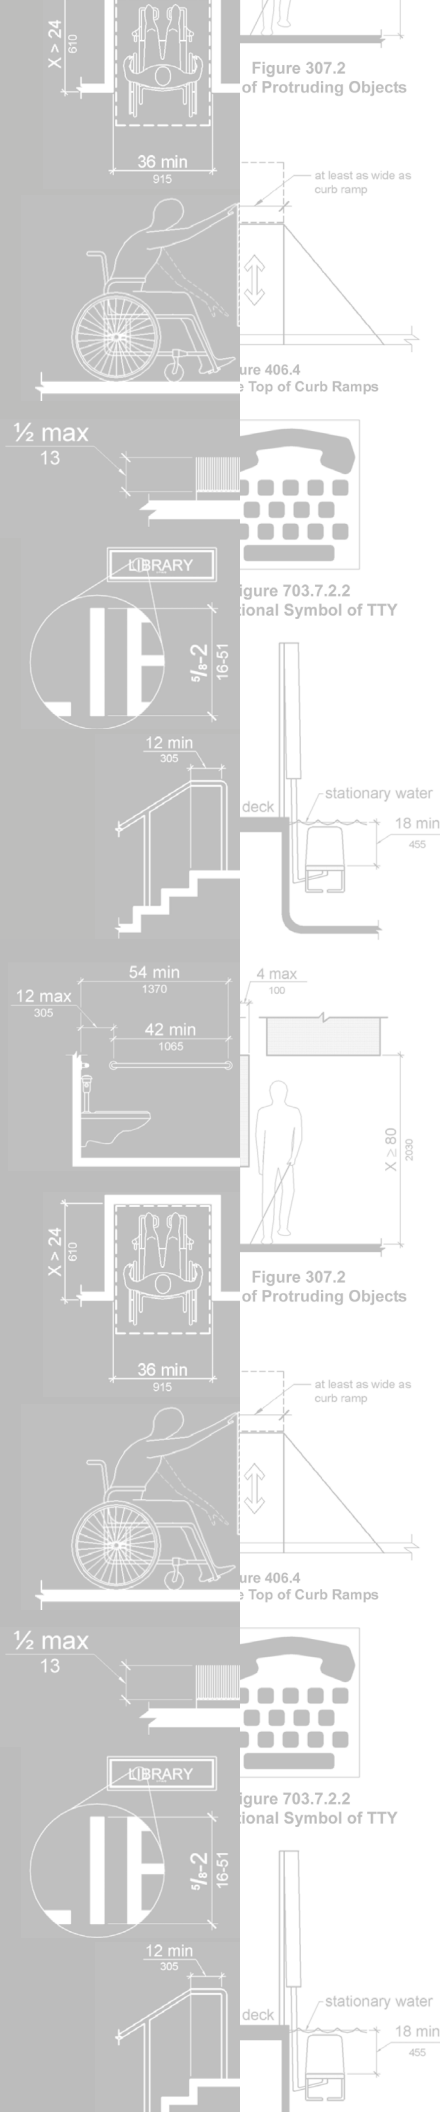 X > 24
610
36 min
915
Figure 307.2
of Protruding Objects
at least as wide as
curb ramp
ure 406.4
e Top of Curb Ramps
½ max
13
igure 703.7.2.2
tional Symbol of TTY
LIBRARY
5/8-2
16-51
12 min
305
deck
stationary water
18 min
455
54 min
1370
12 max
305
42 min
1065
4 max
100
X ≥ 80
2030
X > 24
610
36 min
915
Figure 307.2
of Protruding Objects
at least as wide as
curb ramp
ure 406.4
e Top of Curb Ramps
½ max
13
igure 703.7.2.2
tional Symbol of TTY
LIBRARY
5/8-2
16-51
12 min
305
deck
stationary water
18 min
455